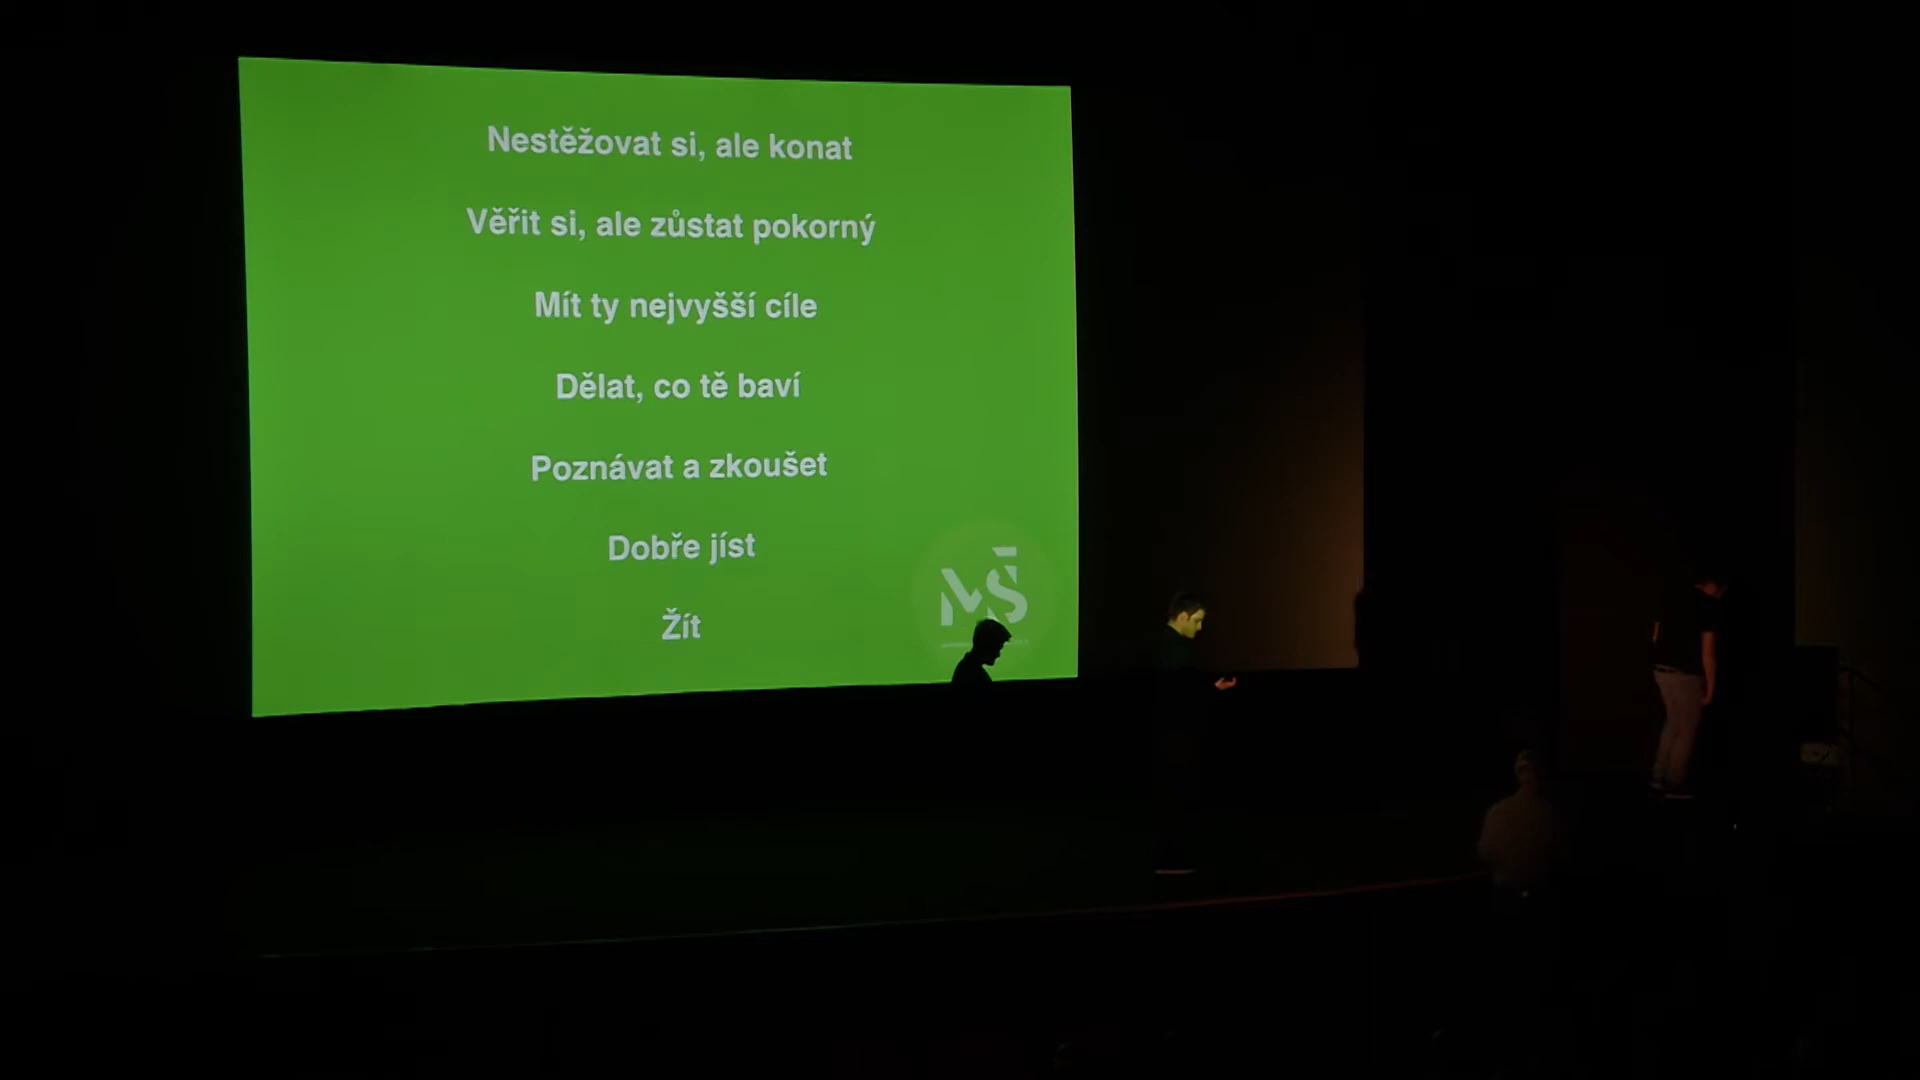 Nestěžovat si, ale konat
Věřit si, ale zůstat pokorný
Mít ty nejvyšší cíle
Dělat, co tě baví
Poznávat a zkoušet
Dobře jíst
Žít
MŠ